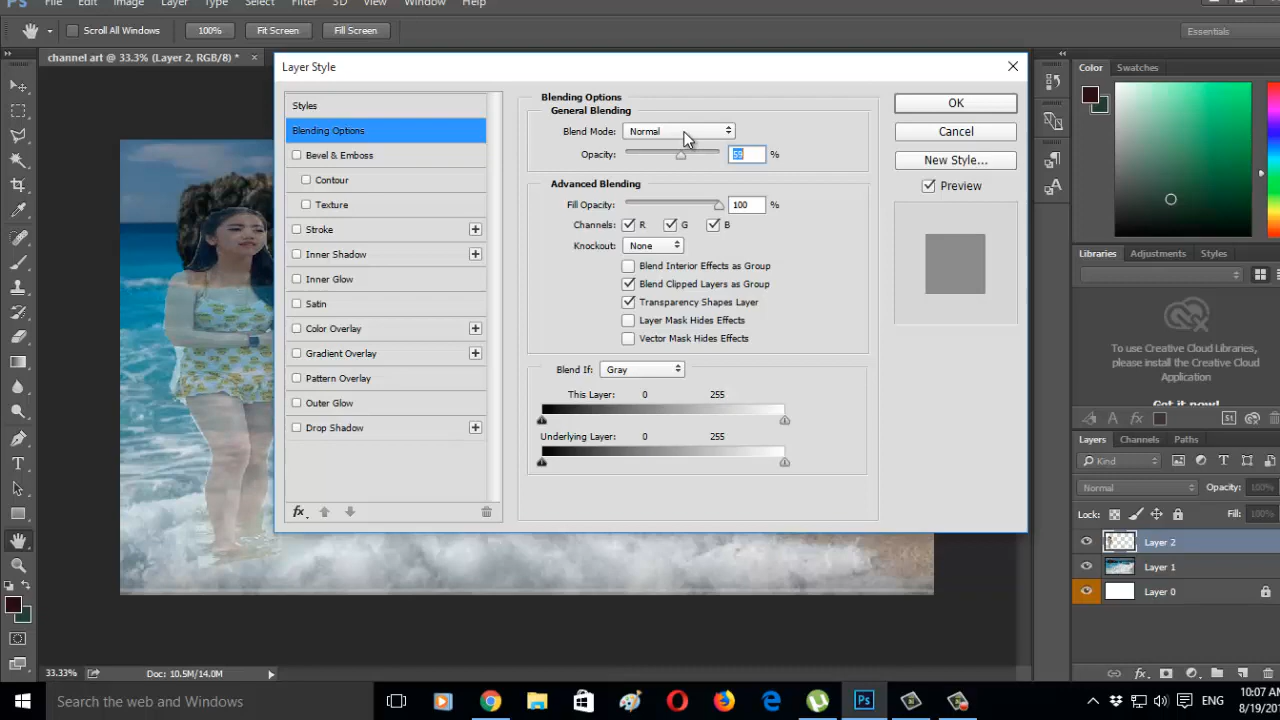 Ps File Edit Image Layer Type Select Filter 3D View Window Help
Scroll All Windows 100% Fit Screen Fill Screen Essentials
channel art @ 33.3% (Layer 2, RGB/8) * ×
Layer Style
Styles
Blending Options
Bevel & Emboss
Contour
Texture
Stroke
Inner Shadow
Inner Glow
Satin
Color Overlay
Gradient Overlay
Pattern Overlay
Outer Glow
Drop Shadow
fx
Blending Options
General Blending
Blend Mode: Normal
Opacity: 59 %
Advanced Blending
Fill Opacity: 100 %
Channels: R G B
Knockout: None
Blend Interior Effects as Group
Blend Clipped Layers as Group
Transparency Shapes Layer
Layer Mask Hides Effects
Vector Mask Hides Effects
Blend If: Gray
This Layer: 0 255
Underlying Layer: 0 255
OK
Cancel
New Style...
Preview
Color Swatches
Libraries Adjustments Styles
To use Creative Cloud Libraries,
please install the Creative Cloud
Application
Got it!
St
Layers Channels Paths
Kind
Normal Opacity: 100%
Lock: Fill: 100%
Layer 2
Layer 1
Layer 0
fx
33.33% Doc: 10.5M/14.0M
Search the web and Windows
Ps
ENG
10:07 AM